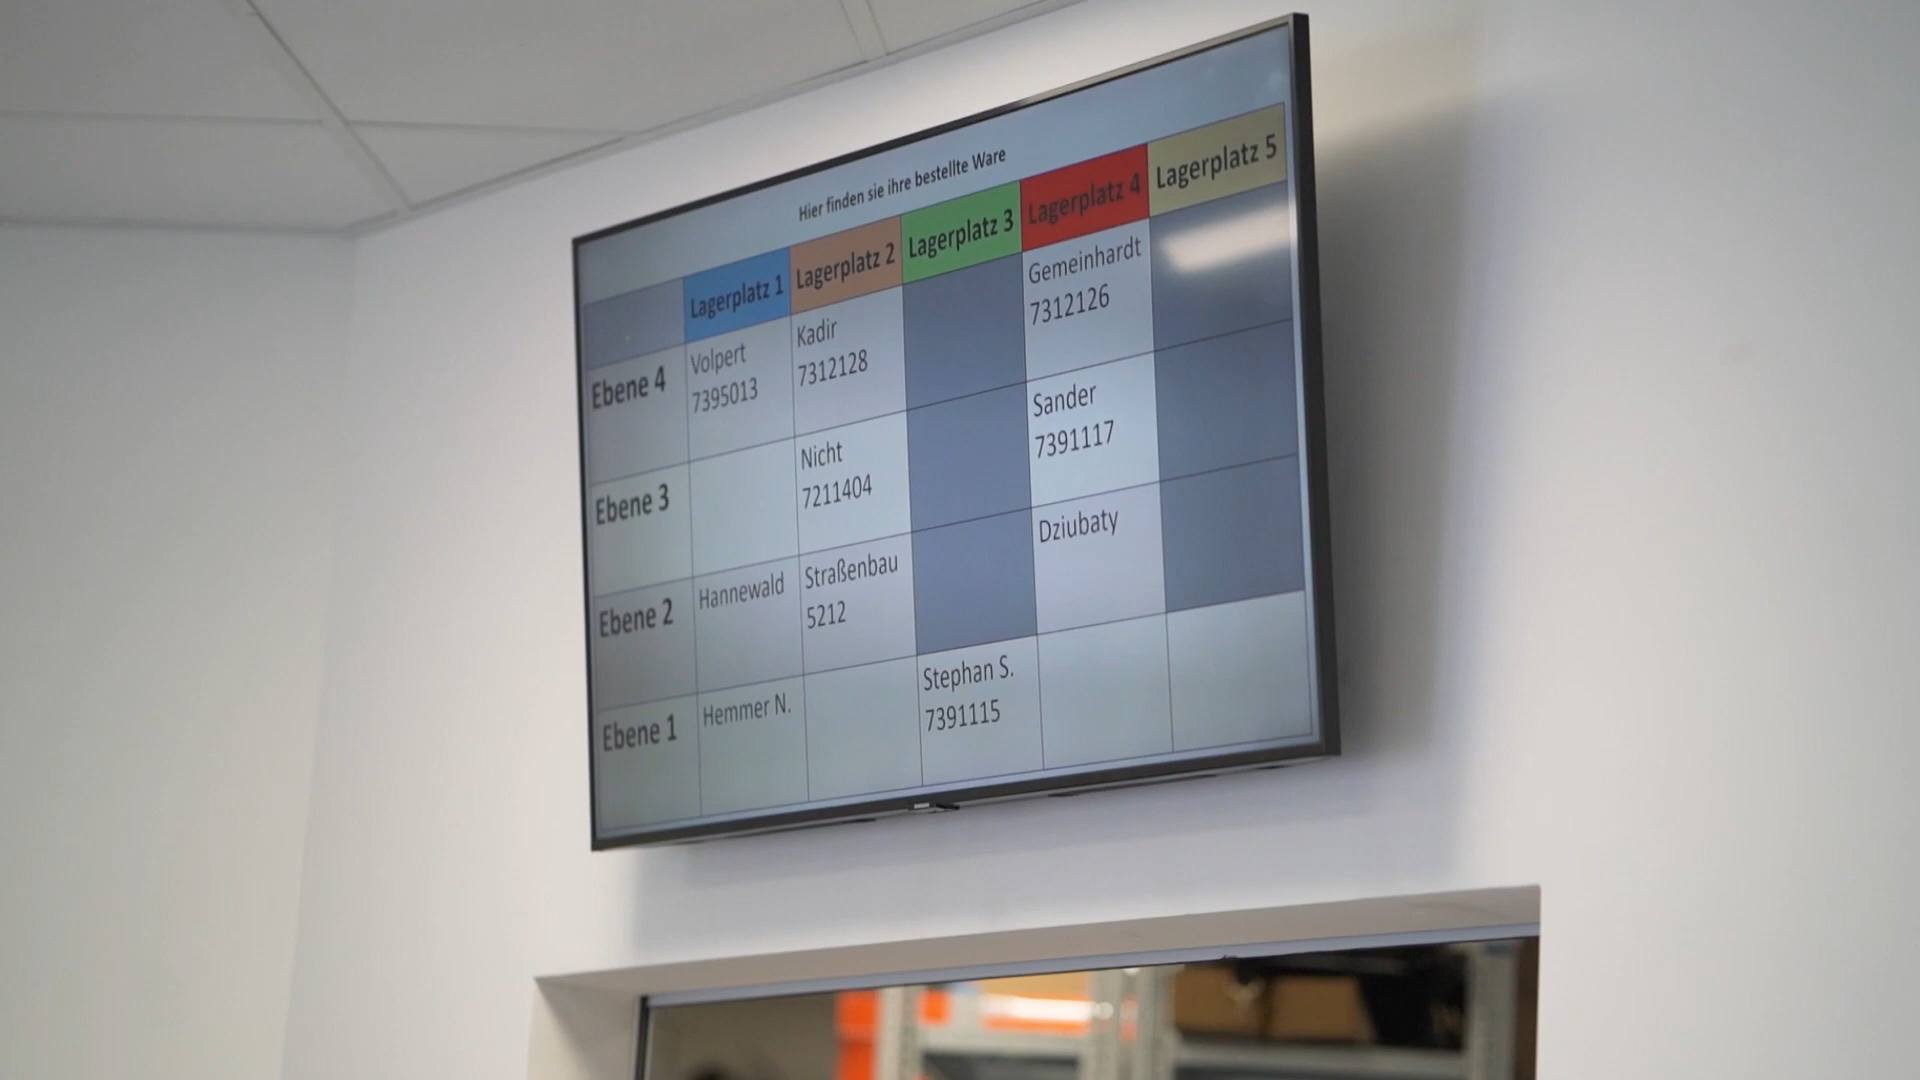 Hier finden sie ihre bestellte Ware
Lagerplatz 1 Lagerplatz 2 Lagerplatz 3 Lagerplatz 4 Lagerplatz 5
Ebene 4 Volpert Kadir Gemeinhardt
7395013 7312128 7312126
Ebene 3 Nicht Sander
7211404 7391117
Ebene 2 Hannewald Straßenbau Dziubaty
5212
Ebene 1 Hemmer N. Stephan S.
7391115